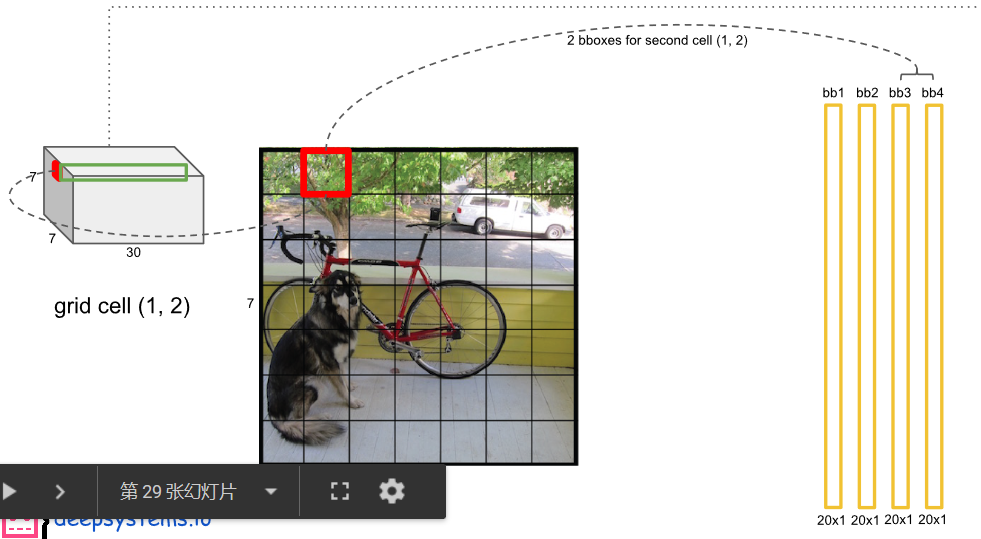 2 bboxes for second cell (1, 2)
bb1 bb2 bb3 bb4
7
7
30
grid cell (1, 2)
7
第 29 张幻灯片
deepsystems.io
20x1 20x1 20x1 20x1